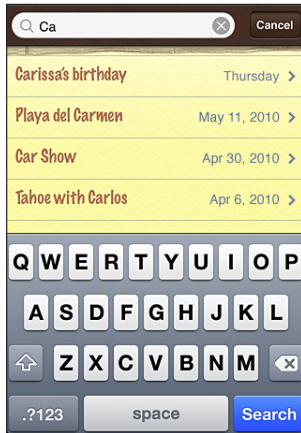 Ca Cancel
Carissa's birthday Thursday
Playa del Carmen May 11, 2010
Car Show Apr 30, 2010
Tahoe with Carlos Apr 6, 2010
Q W E R T Y U I O P
A S D F G H J K L
Z X C V B N M
.?123 space Search